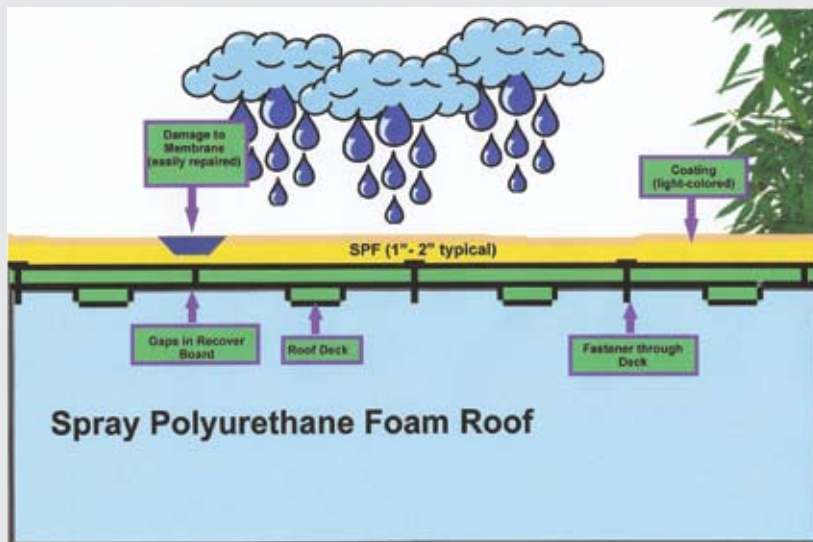 Damage to
Membrane
(easily repaired)
Coating
(light-colored)
SPF (1"- 2" typical)
Gaps in Recover
Board
Roof Deck
Fastener through
Deck
Spray Polyurethane Foam Roof